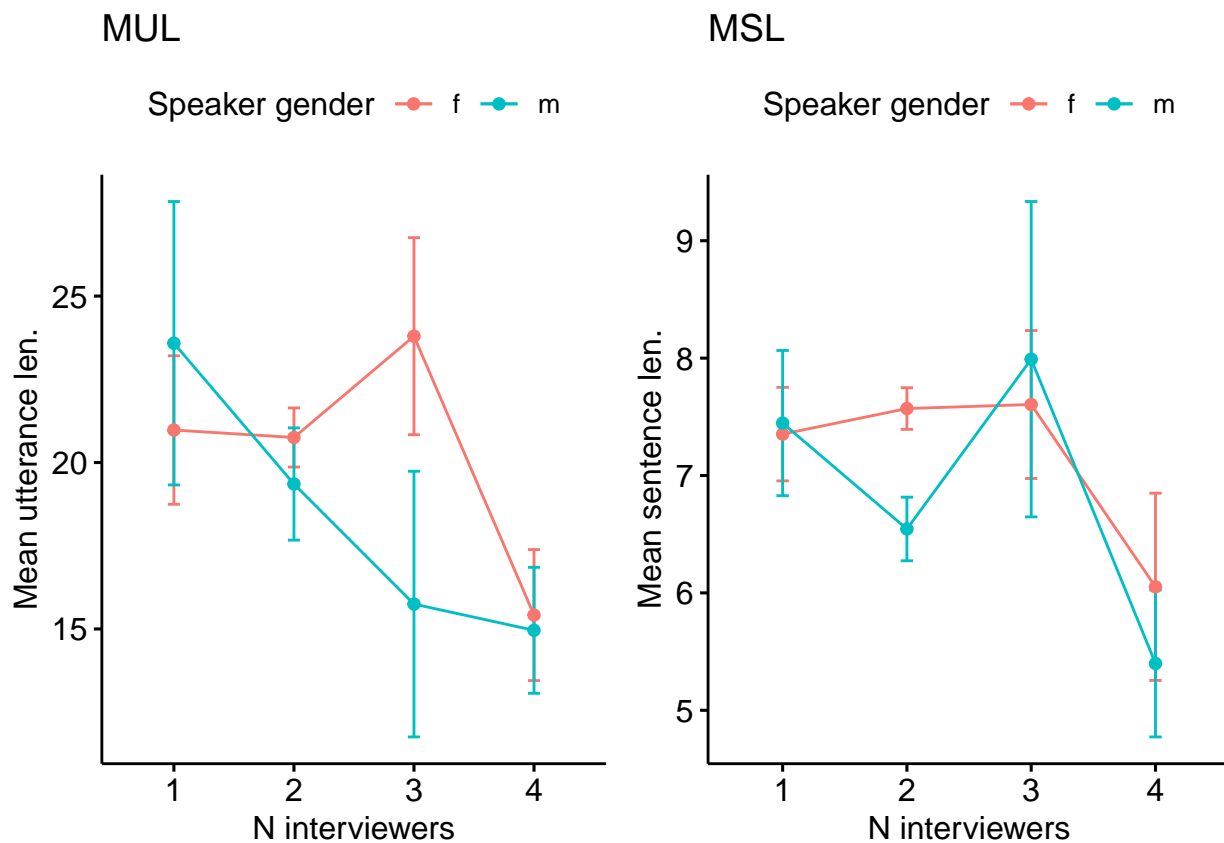 MUL
Speaker gender f m
25
20
15
Mean utterance len.
1 2 3 4
N interviewers
MSL
Speaker gender f m
9
8
7
6
5
Mean sentence len.
1 2 3 4
N interviewers